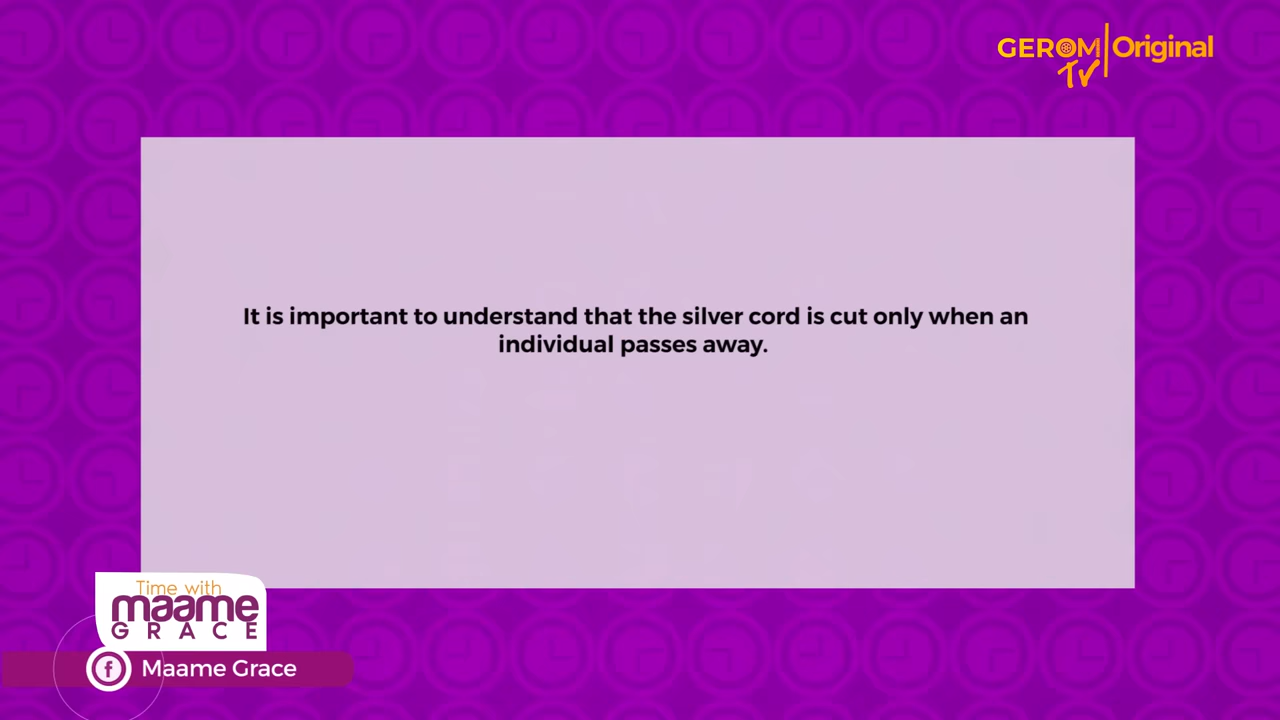 GEROM TV Original
It is important to understand that the silver cord is cut only when an
individual passes away.
Time with
maame
GRACE
Maame Grace